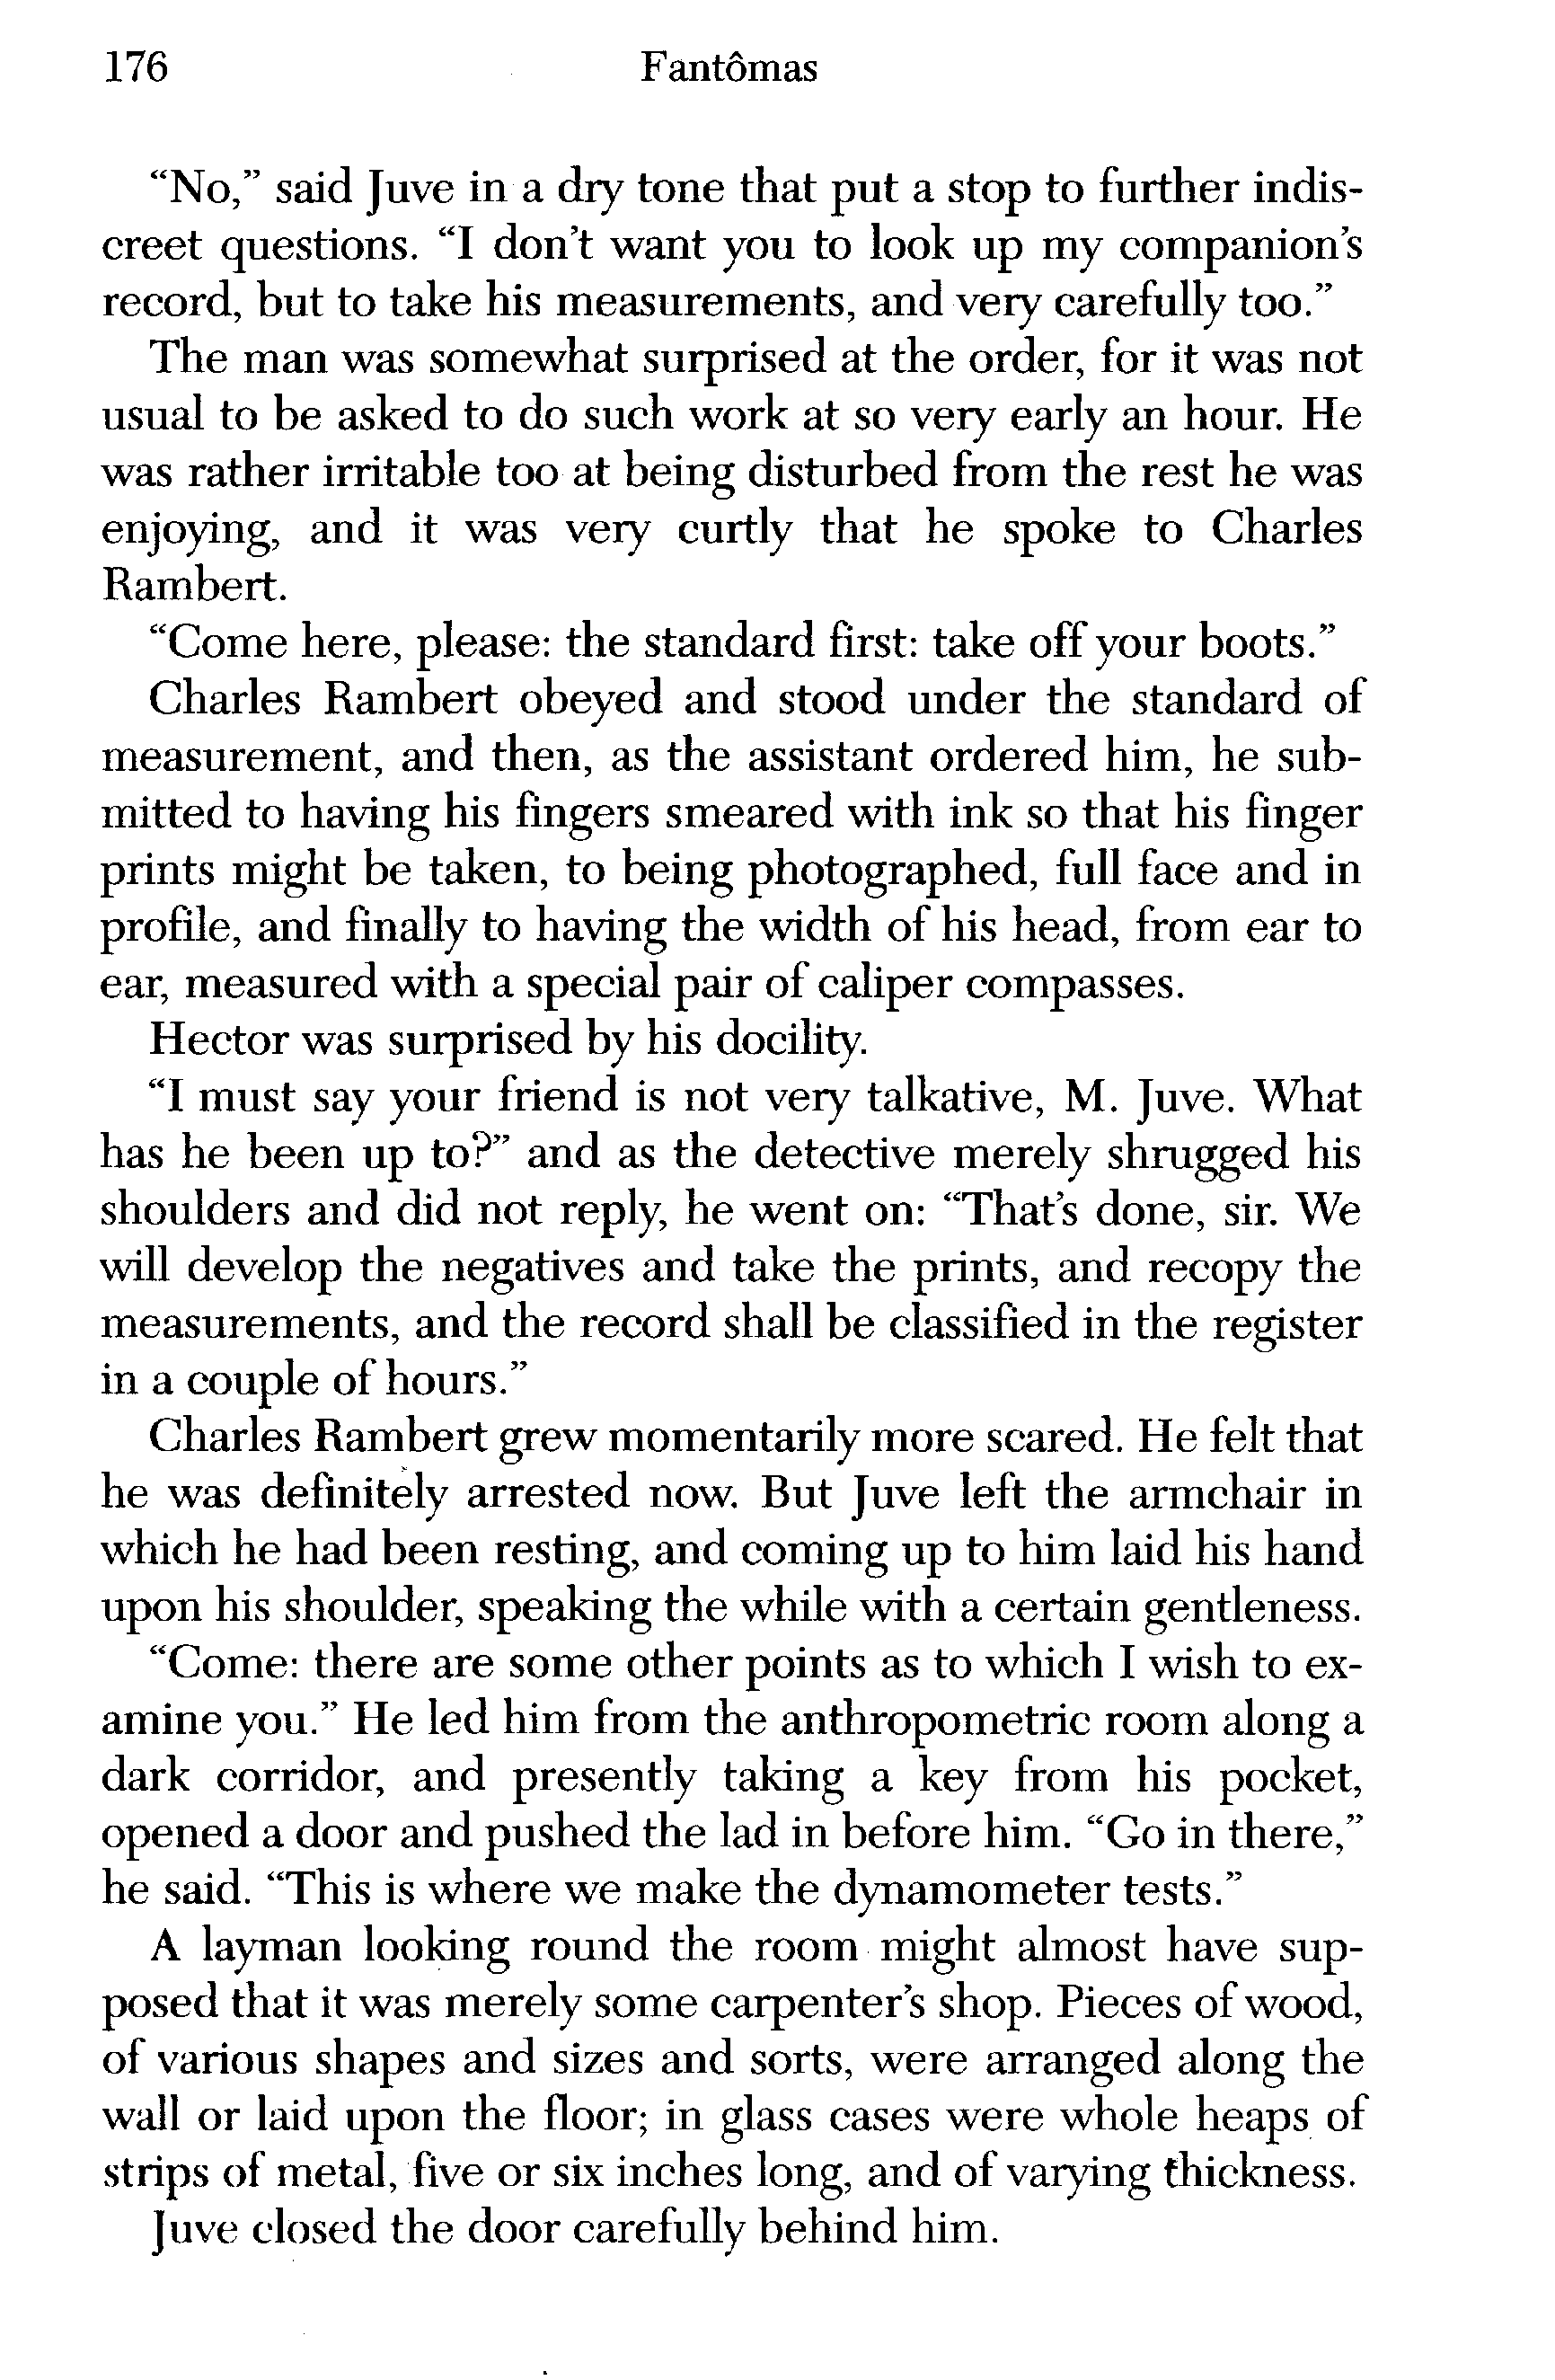 176 Fantômas
“No,” said Juve in a dry tone that put a stop to further indis-
creet questions. “I don’t want you to look up my companion’s
record, but to take his measurements, and very carefully too.”
The man was somewhat surprised at the order, for it was not
usual to be asked to do such work at so very early an hour. He
was rather irritable too at being disturbed from the rest he was
enjoying, and it was very curtly that he spoke to Charles
Rambert.
“Come here, please: the standard first: take off your boots.”
Charles Rambert obeyed and stood under the standard of
measurement, and then, as the assistant ordered him, he sub-
mitted to having his fingers smeared with ink so that his finger
prints might be taken, to being photographed, full face and in
profile, and finally to having the width of his head, from ear to
ear, measured with a special pair of caliper compasses.
Hector was surprised by his docility.
“I must say your friend is not very talkative, M. Juve. What
has he been up to?” and as the detective merely shrugged his
shoulders and did not reply, he went on: “That’s done, sir. We
will develop the negatives and take the prints, and recopy the
measurements, and the record shall be classified in the register
in a couple of hours.”
Charles Rambert grew momentarily more scared. He felt that
he was definitely arrested now. But Juve left the armchair in
which he had been resting, and coming up to him laid his hand
upon his shoulder, speaking the while with a certain gentleness.
“Come: there are some other points as to which I wish to ex-
amine you.” He led him from the anthropometric room along a
dark corridor, and presently taking a key from his pocket,
opened a door and pushed the lad in before him. “Go in there,”
he said. “This is where we make the dynamometer tests.”
A layman looking round the room might almost have sup-
posed that it was merely some carpenter’s shop. Pieces of wood,
of various shapes and sizes and sorts, were arranged along the
wall or laid upon the floor; in glass cases were whole heaps of
strips of metal, five or six inches long, and of varying thickness.
Juve closed the door carefully behind him.